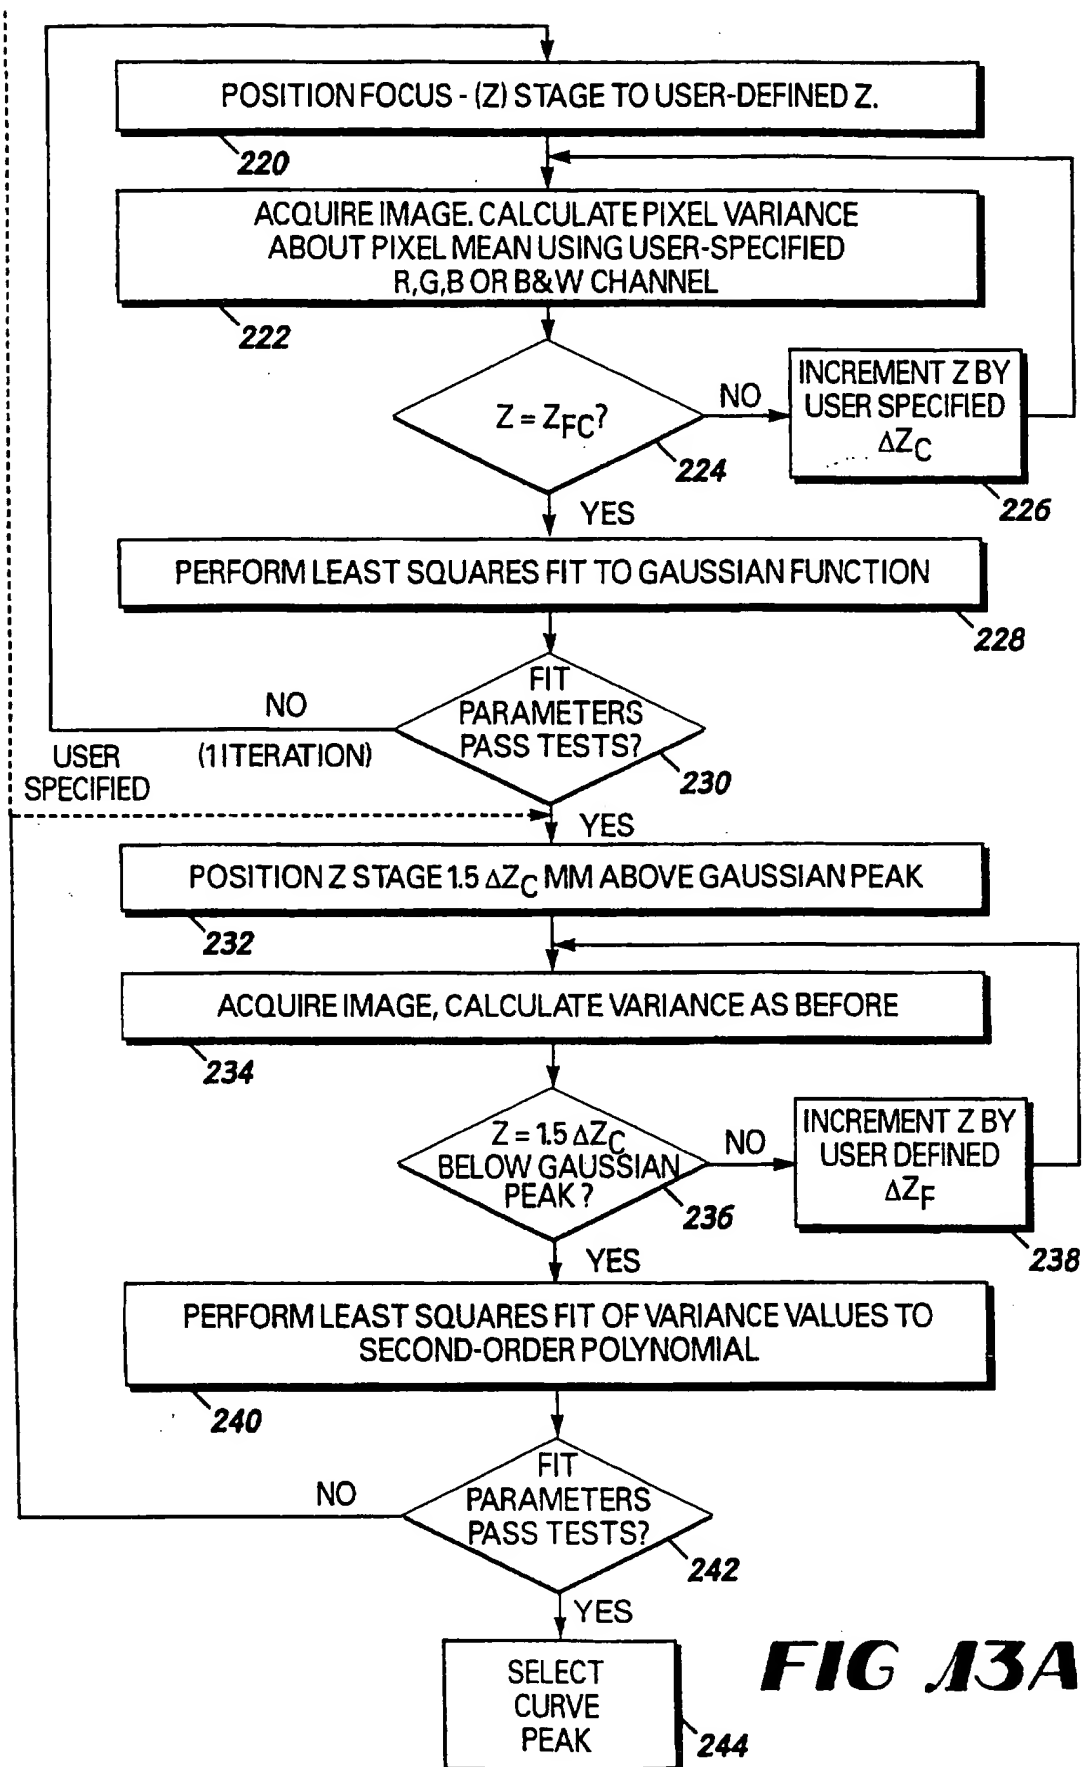 POSITION FOCUS - (Z) STAGE TO USER-DEFINED Z.
220
ACQUIRE IMAGE. CALCULATE PIXEL VARIANCE
ABOUT PIXEL MEAN USING USER-SPECIFIED
R,G,B OR B&W CHANNEL
222
Z = ZFC?
224
NO
INCREMENT Z BY
USER SPECIFIED
ΔZC
226
YES
PERFORM LEAST SQUARES FIT TO GAUSSIAN FUNCTION
228
FIT
PARAMETERS
PASS TESTS?
230
NO
(1 ITERATION)
USER
SPECIFIED
YES
POSITION Z STAGE 1.5 ΔZC MM ABOVE GAUSSIAN PEAK
232
ACQUIRE IMAGE, CALCULATE VARIANCE AS BEFORE
234
Z = 1.5 ΔZC
BELOW GAUSSIAN
PEAK?
236
NO
INCREMENT Z BY
USER DEFINED
ΔZF
238
YES
PERFORM LEAST SQUARES FIT OF VARIANCE VALUES TO
SECOND-ORDER POLYNOMIAL
240
FIT
PARAMETERS
PASS TESTS?
242
NO
YES
SELECT
CURVE
PEAK
244
FIG 13A